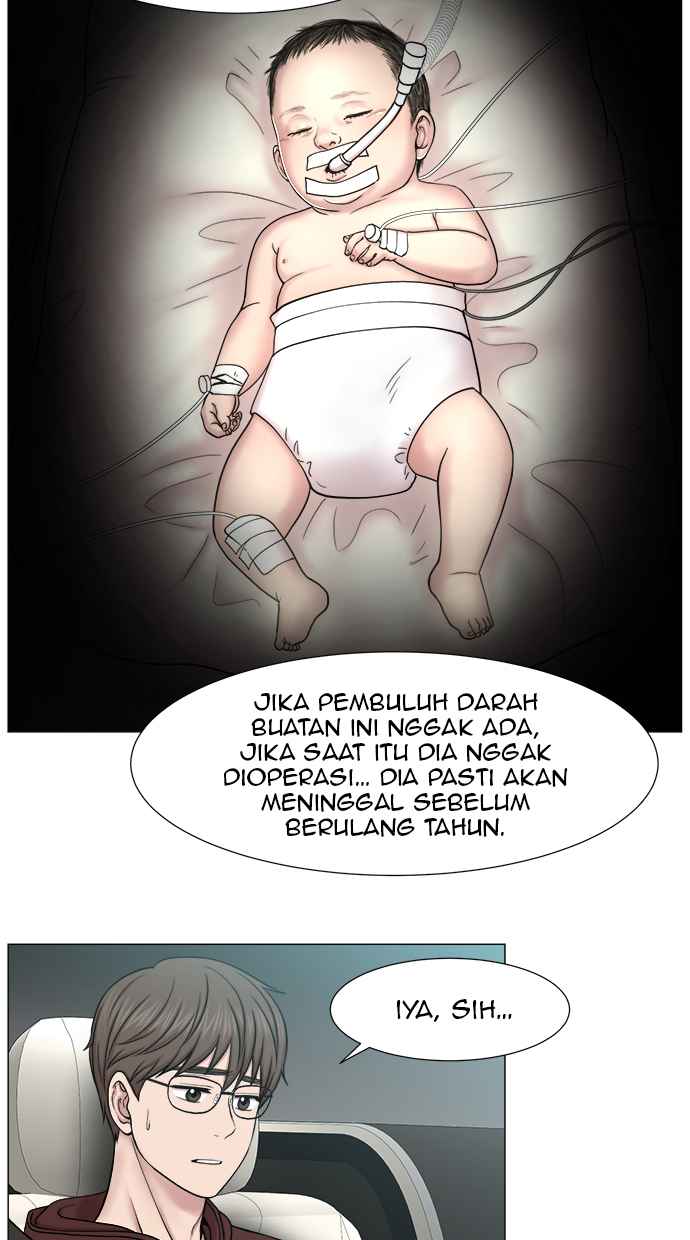 JIKA PEMBULUH DARAH
BUATAN INI NGGAK ADA,
JIKA SAAT ITU DIA NGGAK
DIOPERASI... DIA PASTI AKAN
MENINGGAL SEBELUM
BERULANG TAHUN.
IYA, SIH...